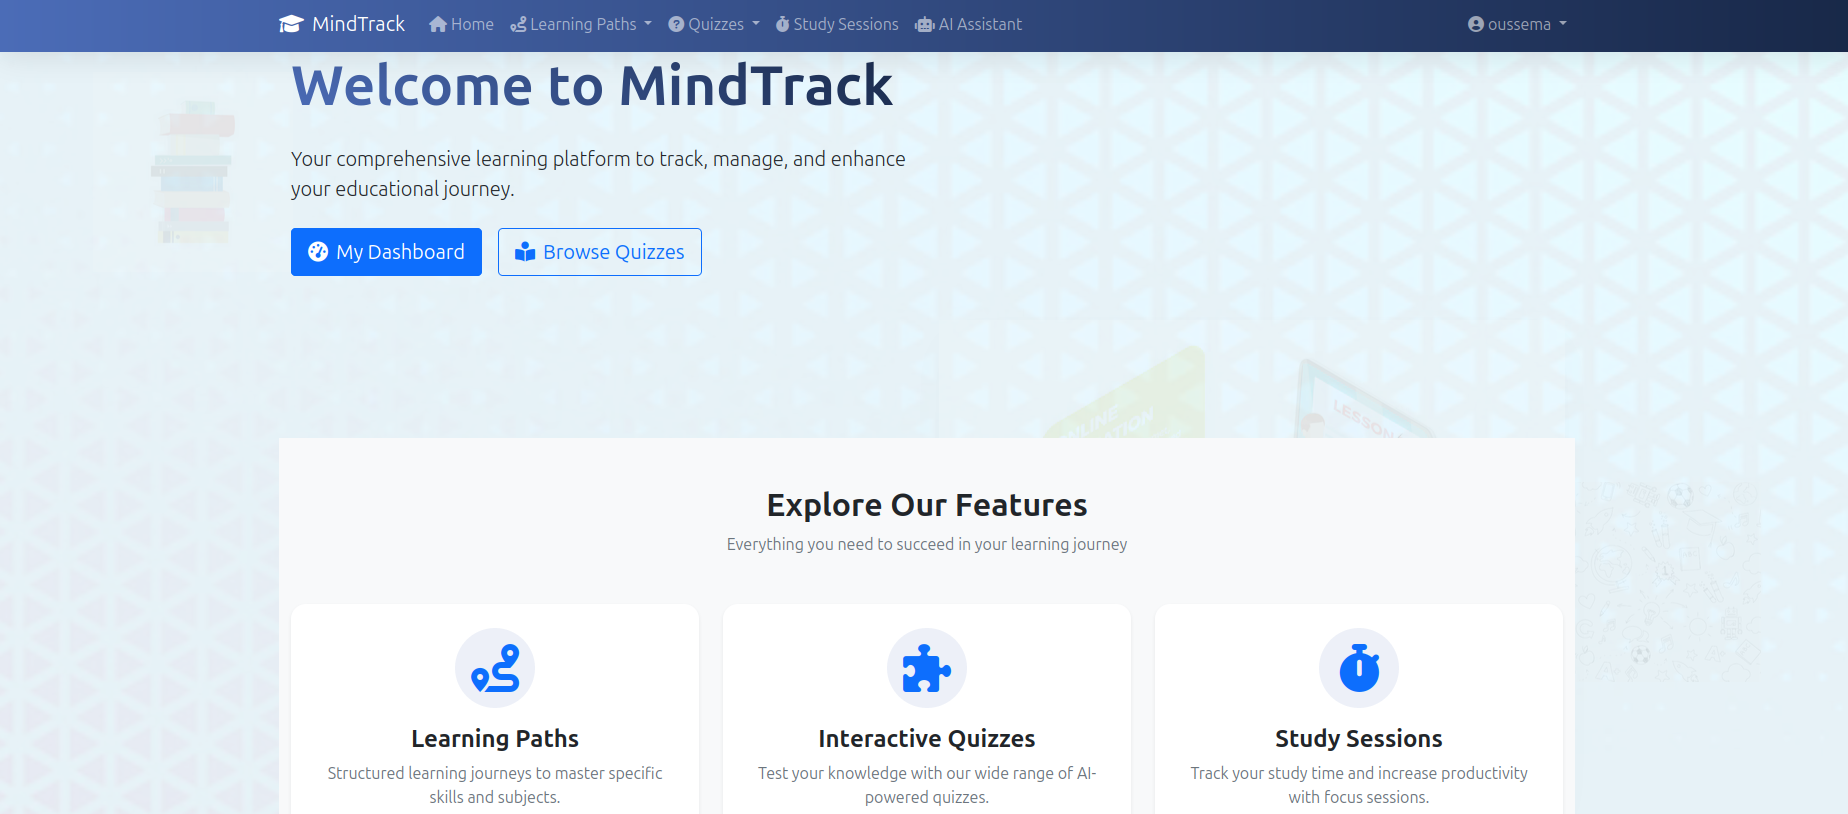 MindTrack Home Learning Paths Quizzes Study Sessions AI Assistant oussema
Welcome to MindTrack
Your comprehensive learning platform to track, manage, and enhance
your educational journey.
My Dashboard Browse Quizzes
LESSON
Explore Our Features
Everything you need to succeed in your learning journey
Learning Paths
Structured learning journeys to master specific
skills and subjects.
Interactive Quizzes
Test your knowledge with our wide range of AI-
powered quizzes.
Study Sessions
Track your study time and increase productivity
with focus sessions.